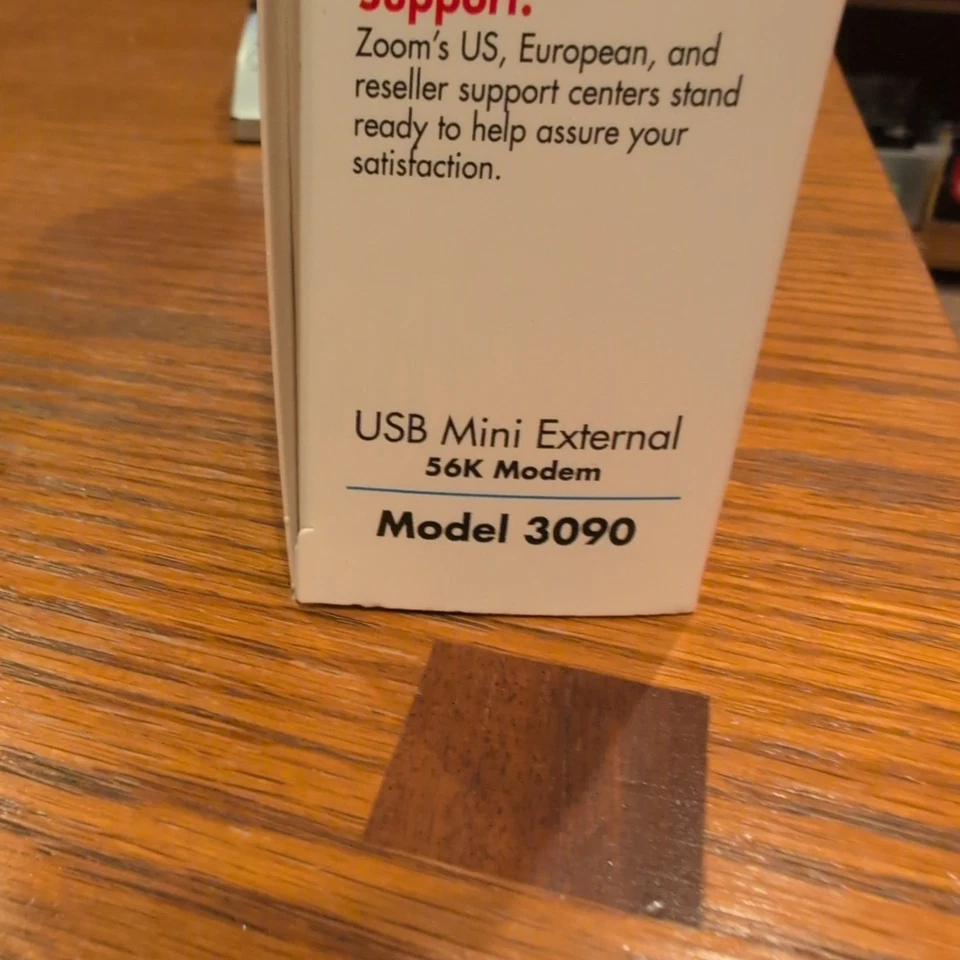 Support.
Zoom's US, European, and
reseller support centers stand
ready to help assure your
satisfaction.
USB Mini External
56K Modem
Model 3090